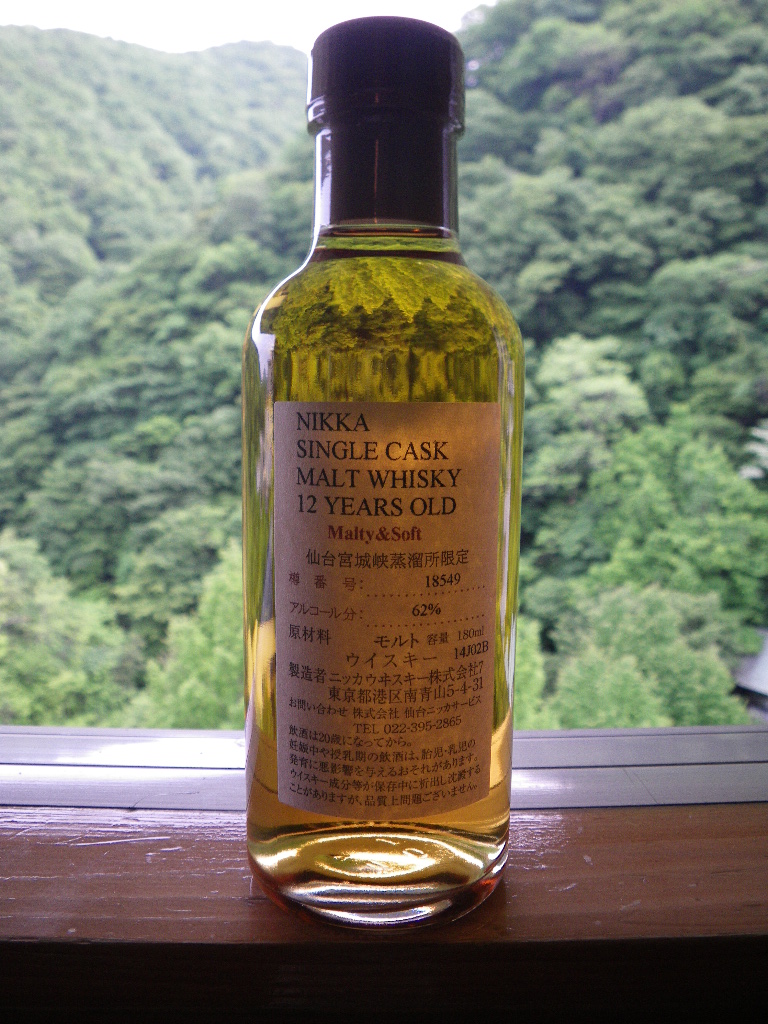 NIKKA
SINGLE CASK
MALT WHISKY
12 YEARS OLD
Malty&Soft
仙台宮城峡蒸溜所限定
樽番号: 18549
アルコール分: 62%
原材料 モルト 容量 180ml
ウイスキー 14J02B
製造者 ニッカウヰスキー株式会社7
東京都港区南青山5-4-31
お問い合わせ 株式会社 仙台ニッカサービス
TEL 022-395-2865
飲酒は20歳になってから。
妊娠中や授乳期の飲酒は、胎児・乳児の
発育に悪影響を与えるおそれがあります。
ウイスキー成分等が保存中に析出し沈澱する
ことがありますが、品質上問題ございません。